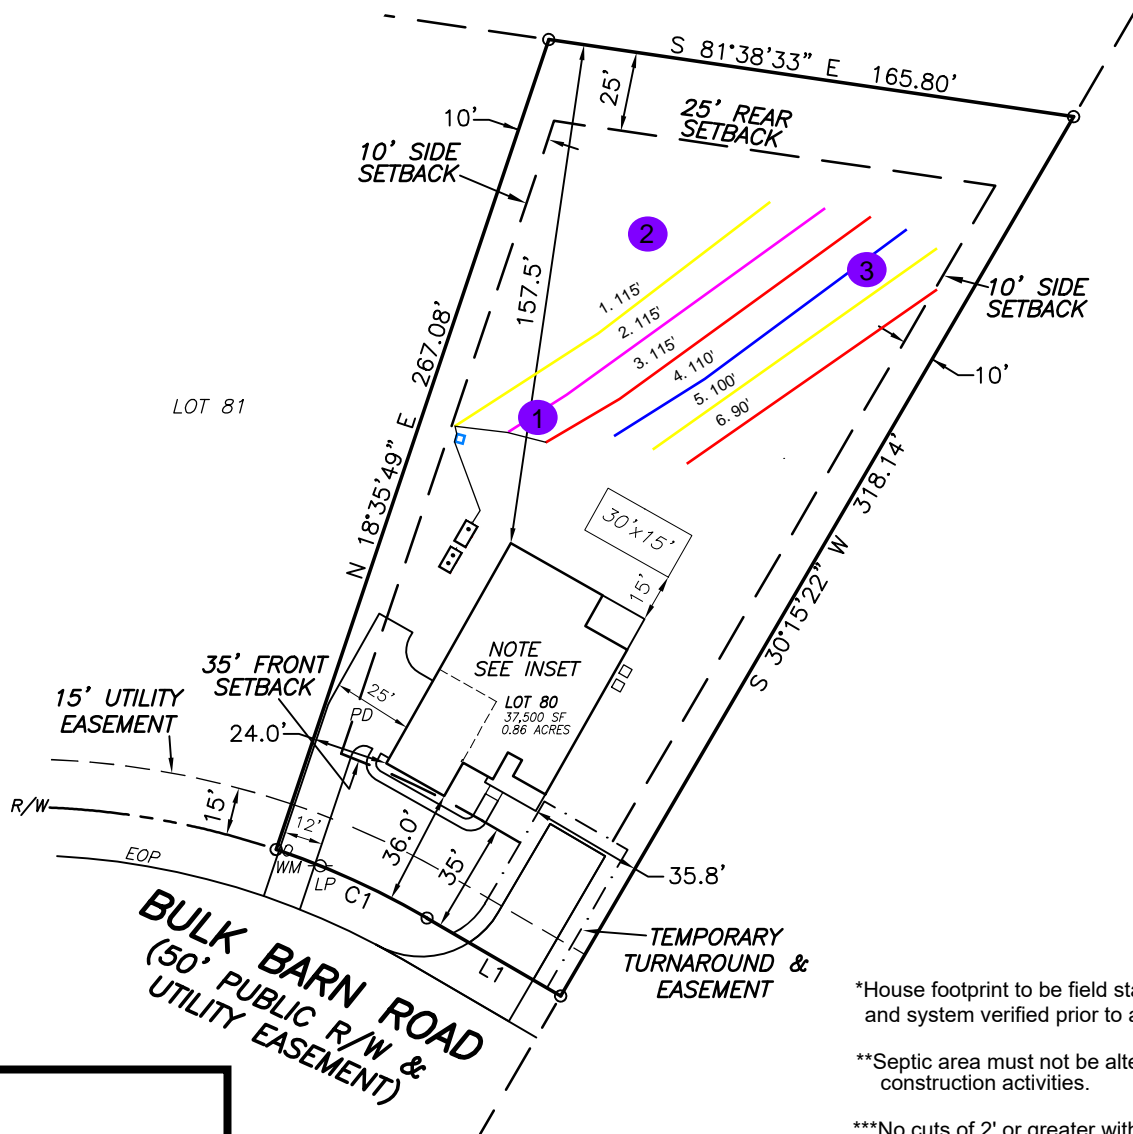 S 81°38'33" E 165.80'
25'
25' REAR
SETBACK
10'
10' SIDE
SETBACK
2
3
157.5'
10' SIDE
SETBACK
1. 115'
2. 115'
3. 115'
4. 110'
5. 100'
6. 90'
10'
LOT 81
1
N 18°35'49" E 267.08'
S 30°15'22" W 318.14'
30'x15'
15'
NOTE
SEE INSET
LOT 80
37,500 SF
0.86 ACRES
35' FRONT
SETBACK
25'
PD
15' UTILITY
EASEMENT
24.0'
R/W
15'
12'
36.0'
35'
EOP
WM
LP
C1
35.8'
L1
TEMPORARY
TURNAROUND &
EASEMENT
BULK BARN ROAD
(50' PUBLIC R/W &
UTILITY EASEMENT)
*House footprint to be field sta
and system verified prior to a
**Septic area must not be alte
construction activities.
***No cuts of 2' or greater with